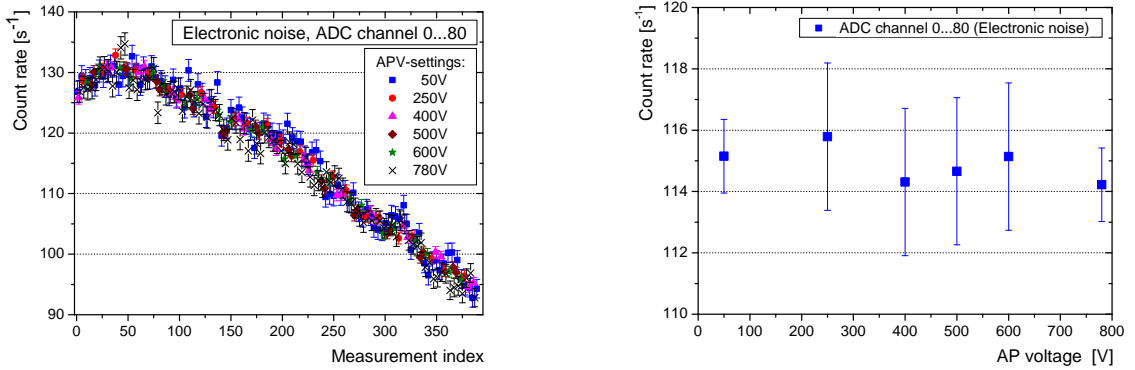 Count rate [s⁻¹]
140
130
120
110
100
90
0 50 100 150 200 250 300 350
Measurement index
Electronic noise, ADC channel 0...80
APV-settings:
50V
250V
400V
500V
600V
780V
Count rate [s⁻¹]
120
118
116
114
112
110
0 100 200 300 400 500 600 700 800
AP voltage [V]
ADC channel 0...80 (Electronic noise)